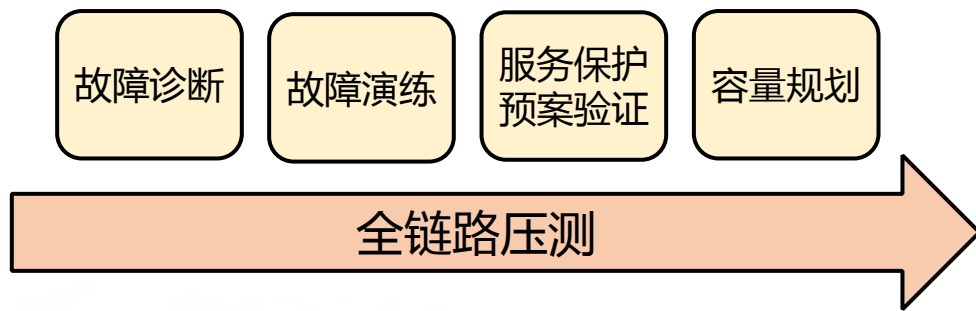 故障诊断
故障演练
服务保护
预案验证
容量规划
全链路压测